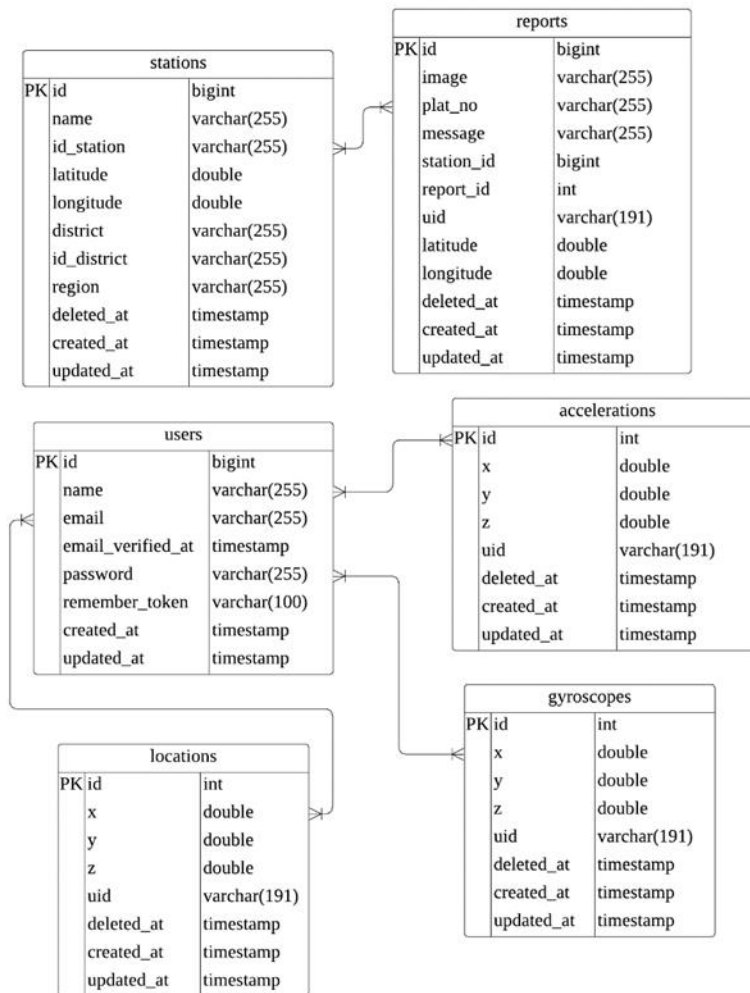 stations
PK id bigint
name varchar(255)
id_station varchar(255)
latitude double
longitude double
district varchar(255)
id_district varchar(255)
region varchar(255)
deleted_at timestamp
created_at timestamp
updated_at timestamp
reports
PK id bigint
image varchar(255)
plat_no varchar(255)
message varchar(255)
station_id bigint
report_id int
uid varchar(191)
latitude double
longitude double
deleted_at timestamp
created_at timestamp
updated_at timestamp
users
PK id bigint
name varchar(255)
email varchar(255)
email_verified_at timestamp
password varchar(255)
remember_token varchar(100)
created_at timestamp
updated_at timestamp
accelerations
PK id int
x double
y double
z double
uid varchar(191)
deleted_at timestamp
created_at timestamp
updated_at timestamp
locations
PK id int
x double
y double
z double
uid varchar(191)
deleted_at timestamp
created_at timestamp
updated_at timestamp
gyroscopes
PK id int
x double
y double
z double
uid varchar(191)
deleted_at timestamp
created_at timestamp
updated_at timestamp